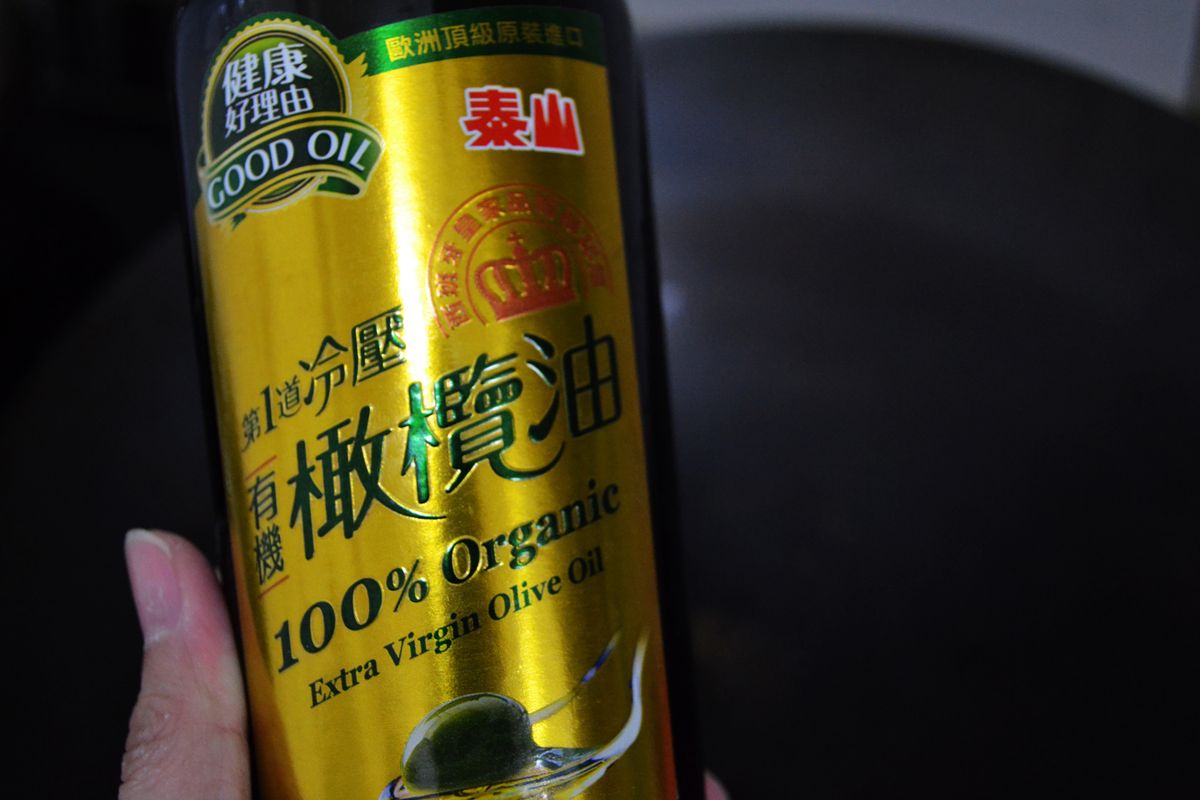 歐洲頂級原裝進口
健康
好理由
GOOD OIL
泰山
第1道冷壓
有機
橄欖油
100% Organic
Extra Virgin Olive Oil